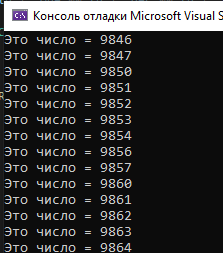 Консоль отладки Microsoft Visual S
Это число = 9846
Это число = 9847
Это число = 9850
Это число = 9851
Это число = 9852
Это число = 9853
Это число = 9854
Это число = 9856
Это число = 9857
Это число = 9860
Это число = 9861
Это число = 9862
Это число = 9863
Это число = 9864